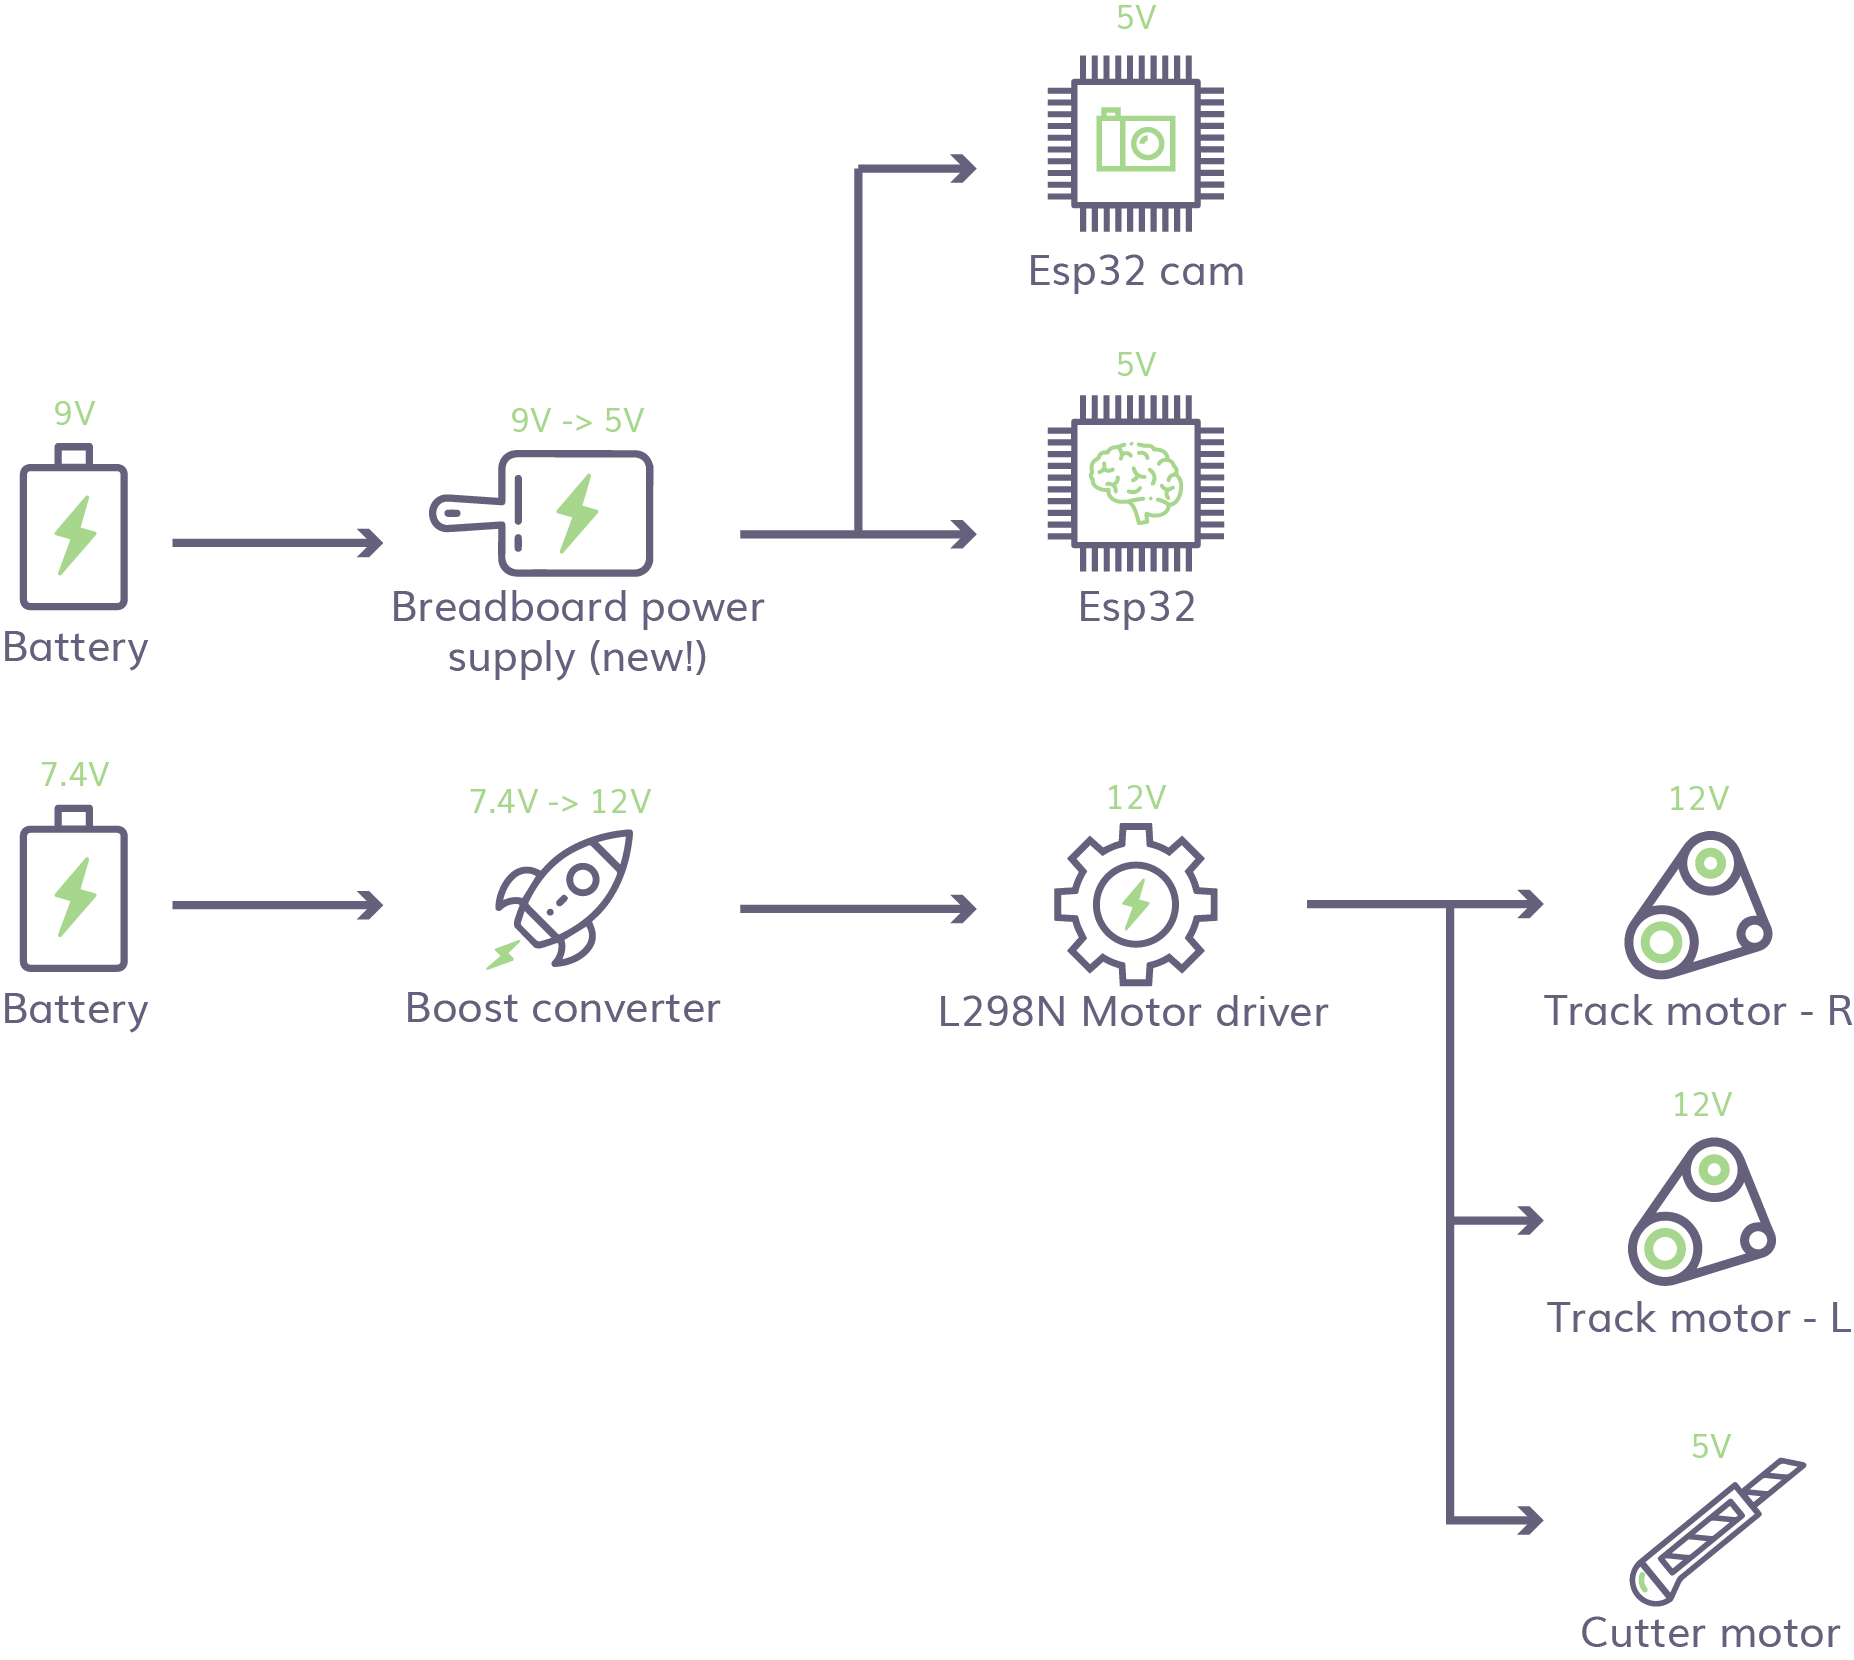 5V
Esp32 cam
5V
Esp32
9V
Battery
9V -> 5V
Breadboard power
supply (new!)
7.4V
Battery
7.4V -> 12V
Boost converter
12V
L298N Motor driver
12V
Track motor - R
12V
Track motor - L
5V
Cutter motor